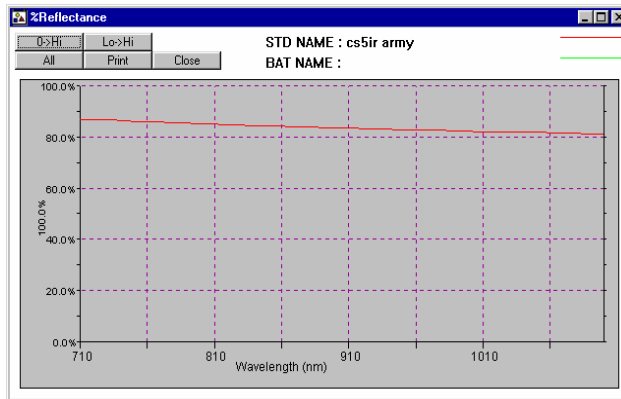 %Reflectance
0->Hi Lo->Hi
STD NAME : cs5ir army
All Print Close
BAT NAME :
100.0%
80.0%
60.0%
100.0%
40.0%
20.0%
0.0%
710 810 910 1010
Wavelength (nm)